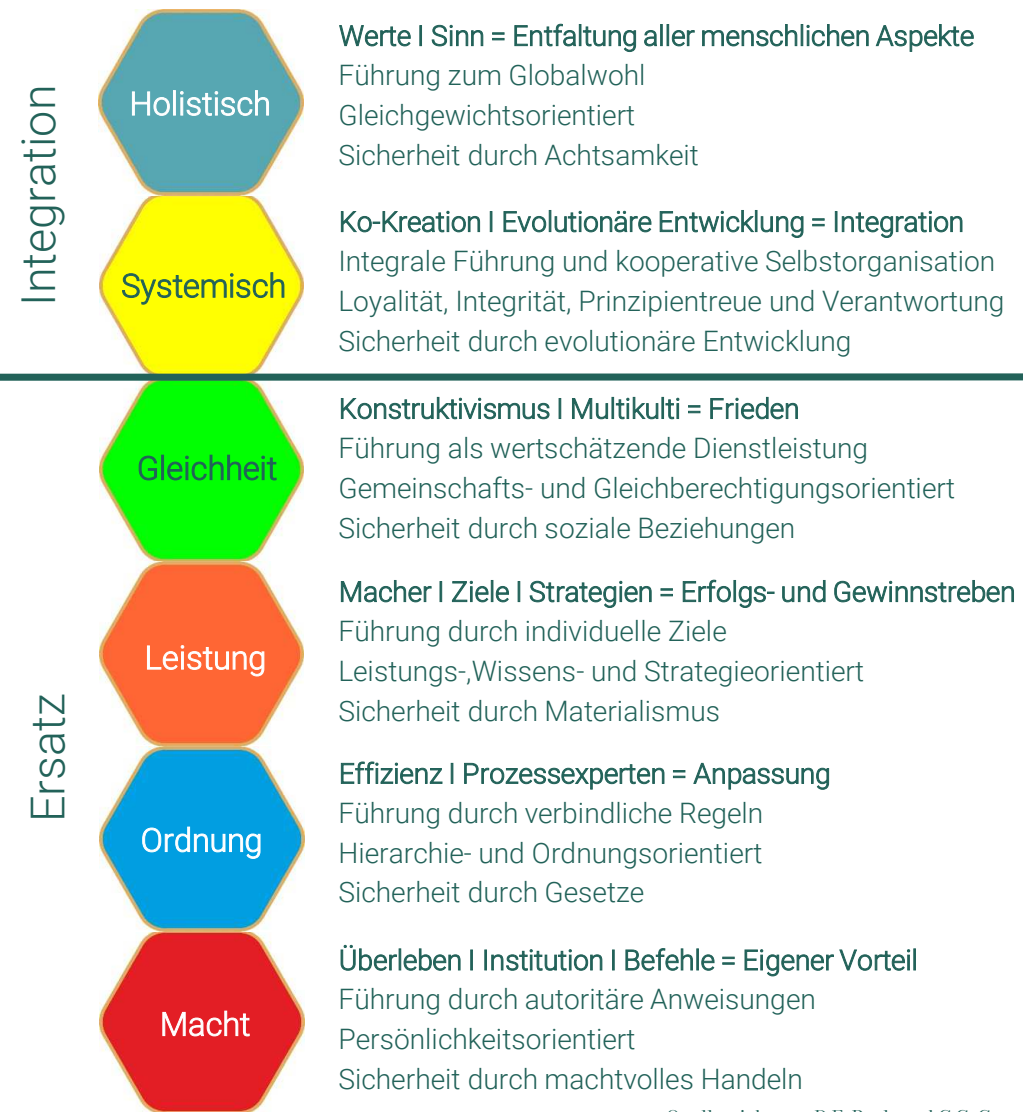 Integration
Holistisch
Werte I Sinn = Entfaltung aller menschlichen Aspekte
Führung zum Globalwohl
Gleichgewichtsorientiert
Sicherheit durch Achtsamkeit
Systemisch
Ko-Kreation I Evolutionäre Entwicklung = Integration
Integrale Führung und kooperative Selbstorganisation
Loyalität, Integrität, Prinzipientreue und Verantwortung
Sicherheit durch evolutionäre Entwicklung
Ersatz
Gleichheit
Konstruktivismus I Multikulti = Frieden
Führung als wertschätzende Dienstleistung
Gemeinschafts- und Gleichberechtigungsorientiert
Sicherheit durch soziale Beziehungen
Leistung
Macher I Ziele I Strategien = Erfolgs- und Gewinnstreben
Führung durch individuelle Ziele
Leistungs-,Wissens- und Strategieorientiert
Sicherheit durch Materialismus
Ordnung
Effizienz I Prozessexperten = Anpassung
Führung durch verbindliche Regeln
Hierarchie- und Ordnungsorientiert
Sicherheit durch Gesetze
Macht
Überleben I Institution I Befehle = Eigener Vorteil
Führung durch autoritäre Anweisungen
Persönlichkeitsorientiert
Sicherheit durch machtvolles Handeln